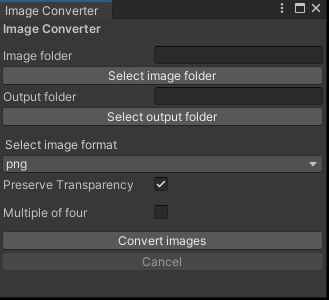 Image Converter
Image Converter
Image folder
Select image folder
Output folder
Select output folder
Select image format
png
Preserve Transparency
Multiple of four
Convert images
Cancel